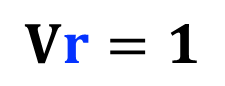 Vr = 1